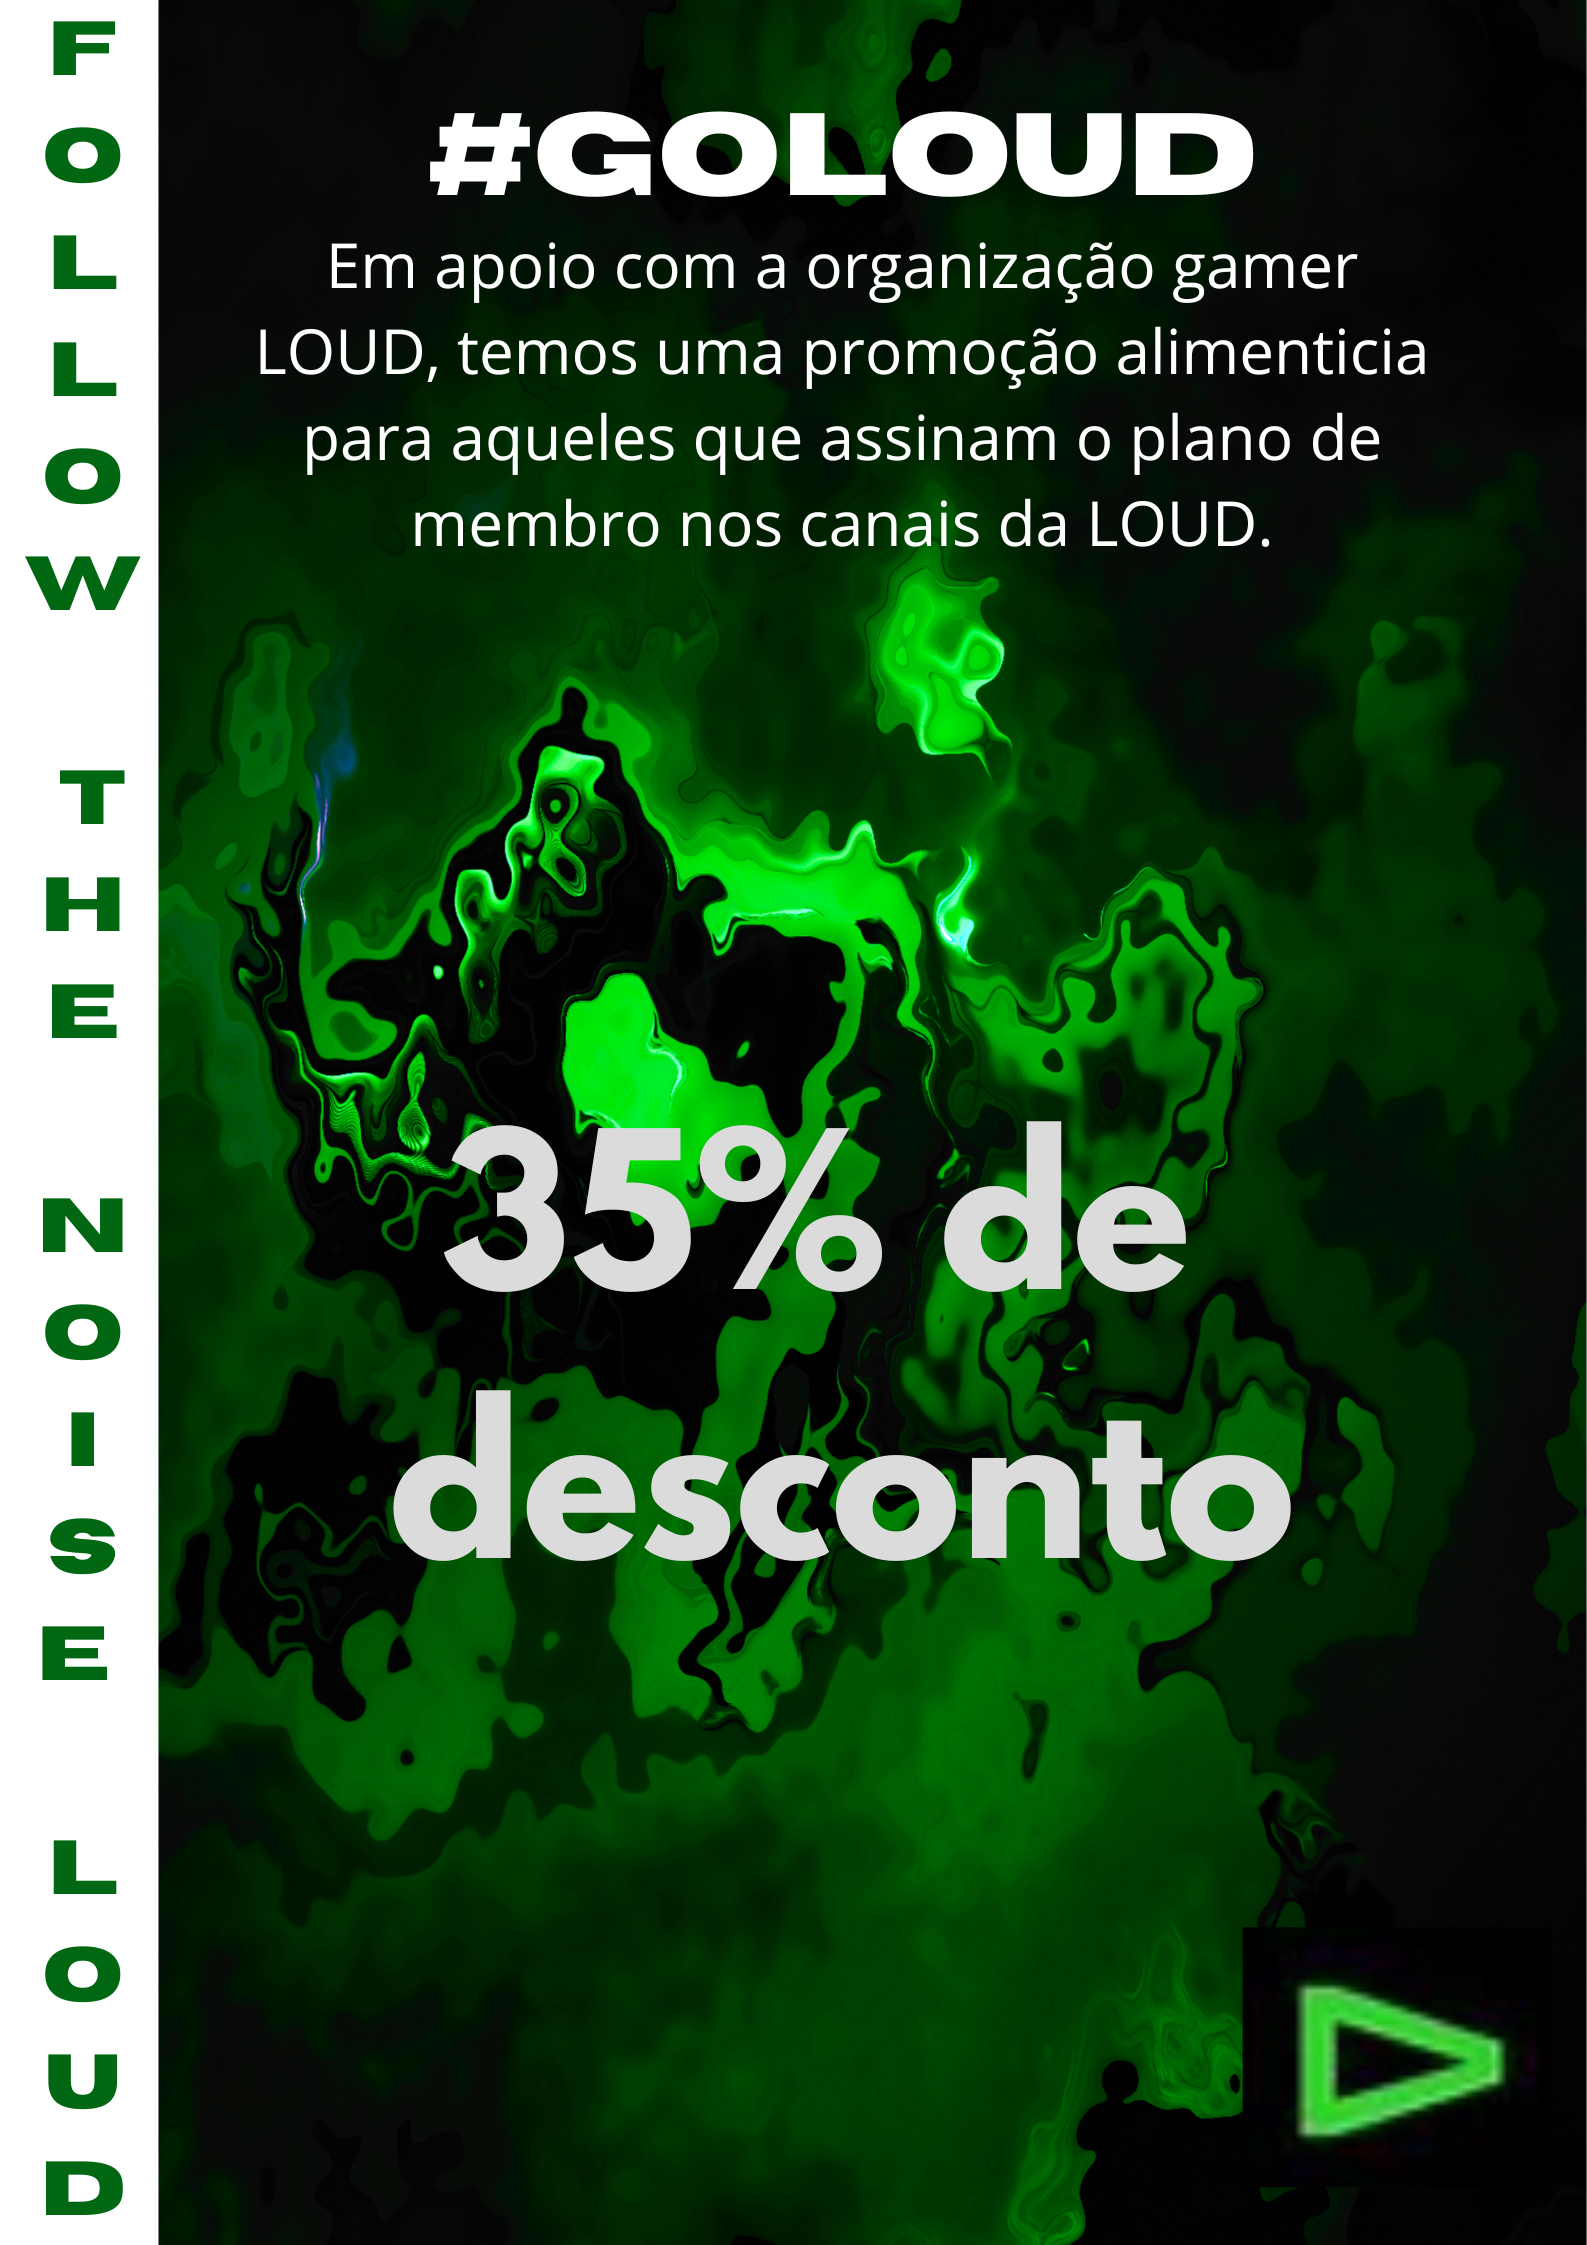 FOLLOW THE NOISE LOUD
#GOLOUD
Em apoio com a organização gamer
LOUD, temos uma promoção alimenticia
para aqueles que assinam o plano de
membro nos canais da LOUD.
35% de
desconto